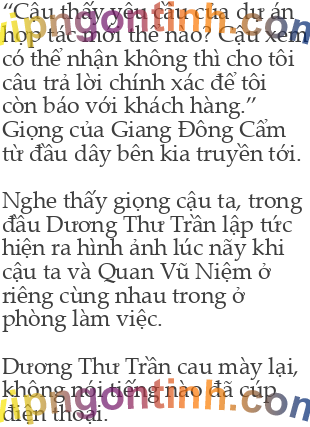 “Cậu thấy yêu cầu của dự án
hợp tác mới thế nào? Cậu xem
có thể nhận không thì cho tôi
câu trả lời chính xác để tôi
còn báo với khách hàng.”
Giọng của Giang Đông Cẩm
từ đầu dây bên kia truyền tới.

Nghe thấy giọng cậu ta, trong
đầu Dương Thư Trần lập tức
hiện ra hình ảnh lúc nãy khi
cậu ta và Quan Vũ Niệm ở
riêng cùng nhau trong ở
phòng làm việc.

Dương Thư Trần cau mày lại,
không nói tiếng nào đã cúp
điện thoại.
vipngontinh.com
vipngontinh.com